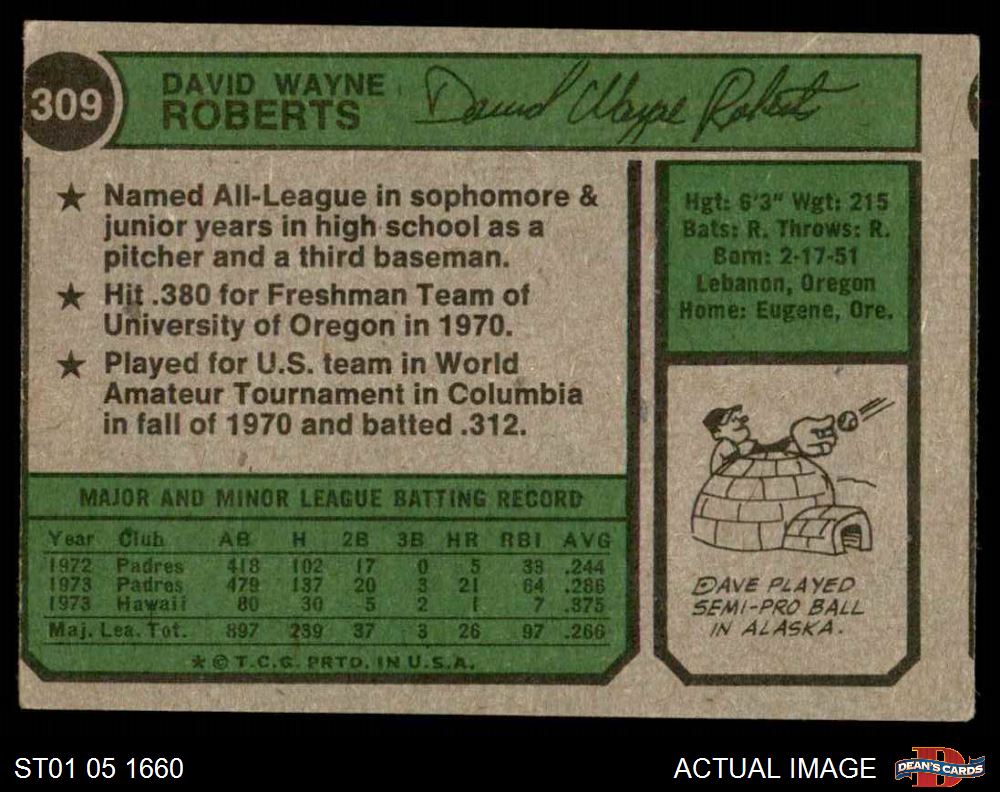 309
DAVID WAYNE
ROBERTS
David Wayne Roberts
★ Named All-League in sophomore &
junior years in high school as a
pitcher and a third baseman.
★ Hit .380 for Freshman Team of
University of Oregon in 1970.
★ Played for U.S. team in World
Amateur Tournament in Columbia
in fall of 1970 and batted .312.
Hgt: 6'3" Wgt: 215
Bats: R. Throws: R.
Born: 2-17-51
Lebanon, Oregon
Home: Eugene, Ore.
DAVE PLAYED
SEMI-PRO BALL
IN ALASKA.
MAJOR AND MINOR LEAGUE BATTING RECORD
Year Club AB H 2B 3B HR RBI AVG
1972 Padres 418 102 17 0 5 33 .244
1973 Padres 479 137 20 3 21 64 .286
1973 Hawaii 80 30 5 2 1 7 .375
Maj. Lea. Tot. 897 239 37 3 26 97 .266
★ © T.C.G. PRTD. IN U.S.A.
ST01 05 1660
ACTUAL IMAGE
DEAN'S CARDS